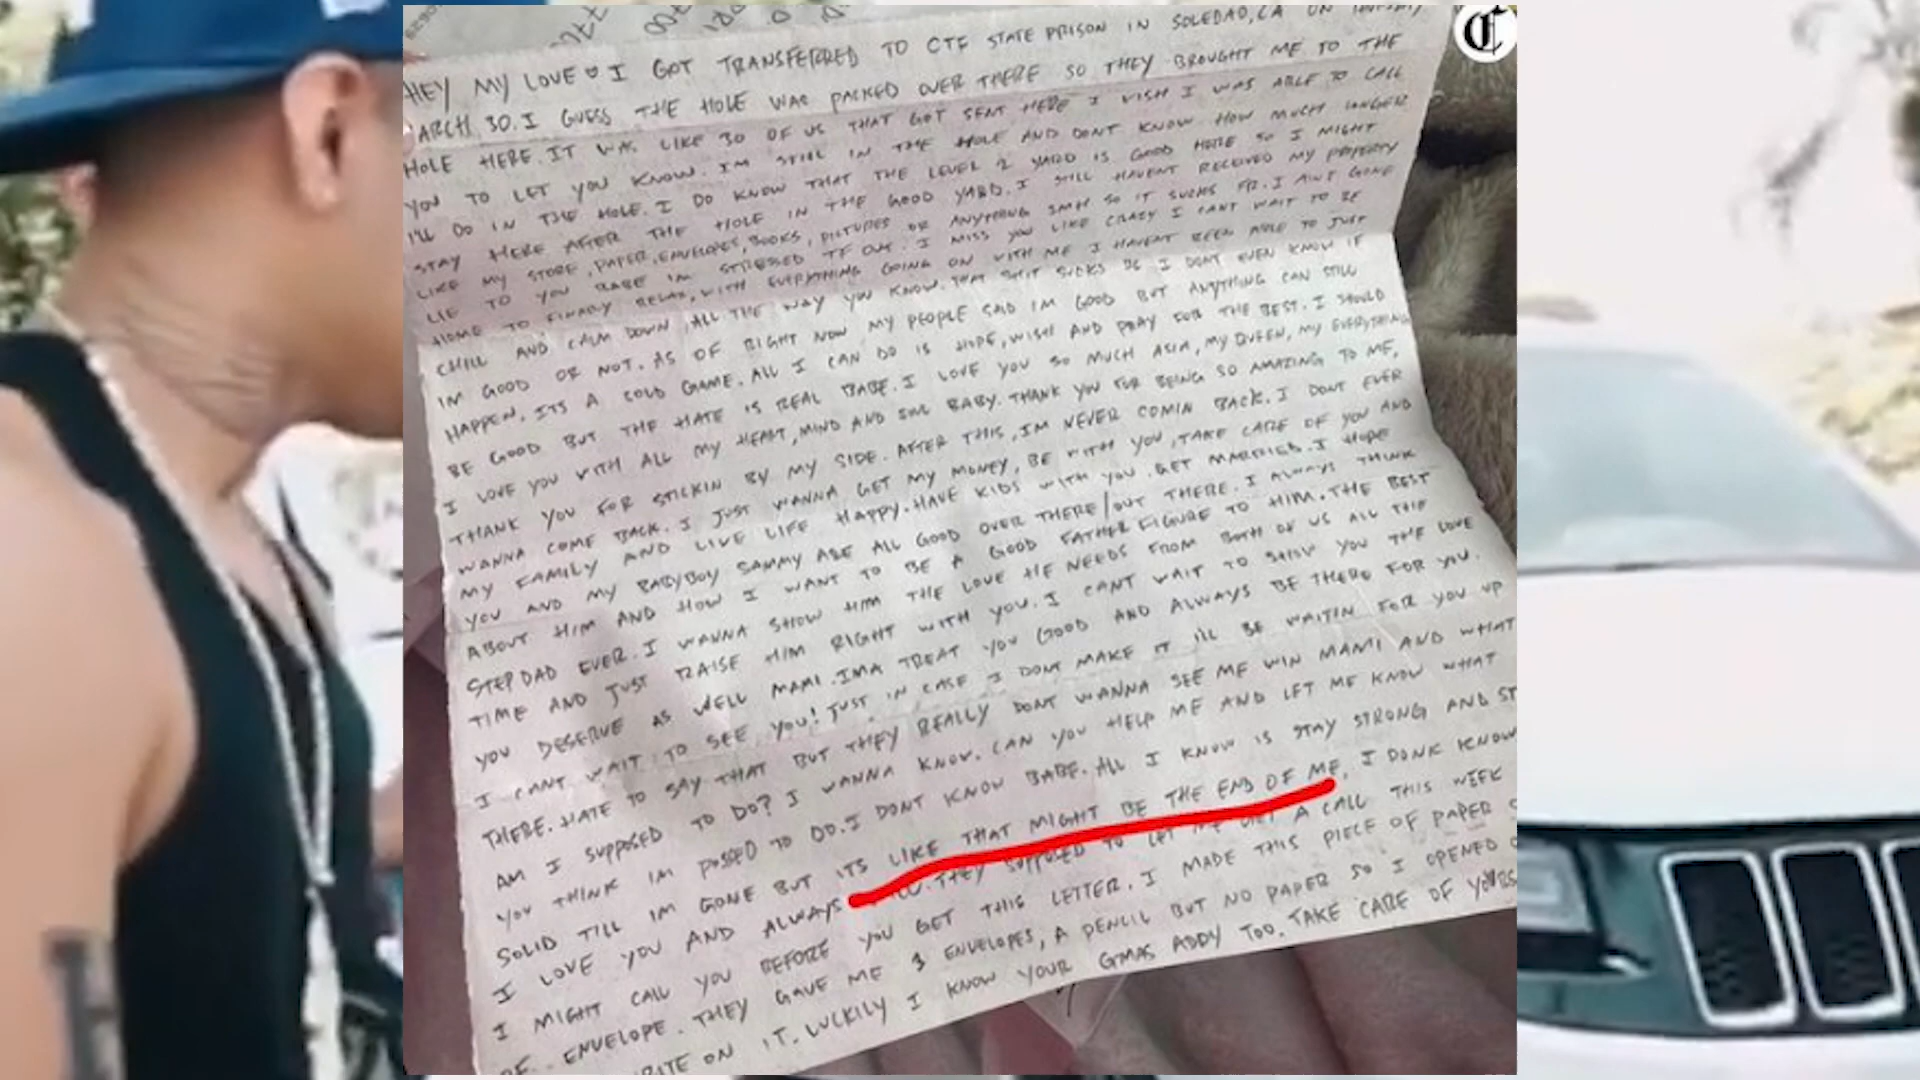 HEY MY LOVE ♡ I GOT TRANSFERRED TO CTF STATE PRISON IN SOLEDAD, CA ON
ARCH 30. I GUESS THE HOLE WAS PACKED OVER THERE SO THEY BROUGHT ME TO THE
HOLE HERE. IT WAS LIKE 30 OF US THAT GOT SENT HERE I WISH I WAS ABLE TO CALL
YOU TO LET YOU KNOW. IM STILL IN THE HOLE AND DONT KNOW HOW MUCH LONGER
I'LL DO IN THE HOLE. I DO KNOW THAT THE LEVEL 2 YARD IS GOOD HERE SO I MIGHT
STAY HERE AFTER THE HOLE IN THE GOOD YARD. I STILL HAVENT RECEIVED MY PROPERTY
LIKE MY STORE, PAPER, ENVELOPES, BOOKS, PICTURES OR ANYTHING SMH SO IT SUCKS FR. I AINT GONE
LIE TO YOU BABE IM STRESSED TF OUT. I MISS YOU LIKE CRAZY I CANT WAIT TO BE
HOME TO FINALLY RELAX, WITH EVERYTHING GOING ON WITH ME I HAVENT BEEN ABLE TO JUST
CHILL AND CALM DOWN ALL THE WAY YOU KNOW. THAT SHIT SUCKS BC I DONT EVEN KNOW IF
IM GOOD OR NOT. AS OF RIGHT NOW MY PEOPLE SAID IM GOOD BUT ANYTHING CAN STILL
HAPPEN. ITS A COLD GAME. ALL I CAN DO IS HOPE, WISH AND PRAY FOR THE BEST. I SHOULD
BE GOOD BUT THE HATE IS REAL BABE. I LOVE YOU SO MUCH ASIA, MY QUEEN, MY EVERYTHING
I LOVE YOU WITH ALL MY HEART, MIND AND SOUL BABY. THANK YOU FOR BEING SO AMAZING TO ME,
THANK YOU FOR STICKIN BY MY SIDE. AFTER THIS, IM NEVER COMIN BACK. I DONT EVER
WANNA COME BACK. I JUST WANNA GET MY MONEY, BE WITH YOU, TAKE CARE OF YOU AND
MY FAMILY AND LIVE LIFE HAPPY. HAVE KIDS WITH YOU. GET MARRIED. I HOPE
YOU AND MY BABYBOY SAMMY ARE ALL GOOD OVER THERE/OUT THERE. I ALWAYS THINK
ABOUT HIM AND HOW I WANT TO BE A GOOD FATHER FIGURE TO HIM. THE BEST
STEP DAD EVER. I WANNA SHOW HIM THE LOVE HE NEEDS FROM BOTH OF US ALL THE
TIME AND JUST RAISE HIM RIGHT WITH YOU. I CANT WAIT TO SHOW YOU THE LOVE
YOU DESERVE AS WELL MAMI. IMA TREAT YOU GOOD AND ALWAYS BE THERE FOR YOU.
I CANT WAIT TO SEE YOU! JUST IN CASE I DONT MAKE IT ILL BE WAITIN FOR YOU UP
THERE. HATE TO SAY THAT BUT THEY REALLY DONT WANNA SEE ME WIN MAMI AND WHAT
AM I SUPPOSED TO DO? I WANNA KNOW. CAN YOU HELP ME AND LET ME KNOW WHAT
YOU THINK IM POSSED TO DO. I DONT KNOW BABE. ALL I KNOW IS STAY STRONG AND ST
SOLID TILL IM GONE BUT ITS LIKE THAT MIGHT BE THE END OF ME. I DONK KNOW
I LOVE YOU AND ALWAYS THEY SUPPOSED TO LET ME GET A CALL THIS WEEK
I MIGHT CALL YOU BEFORE YOU GET THIS LETTER. I MADE THIS PIECE OF PAPER
ENVELOPE. THEY GAVE ME 3 ENVELOPES, A PENCIL BUT NO PAPER SO I OPENED
ON IT. LUCKILY I KNOW YOUR GMAS ADDY TOO. TAKE CARE OF YOURS